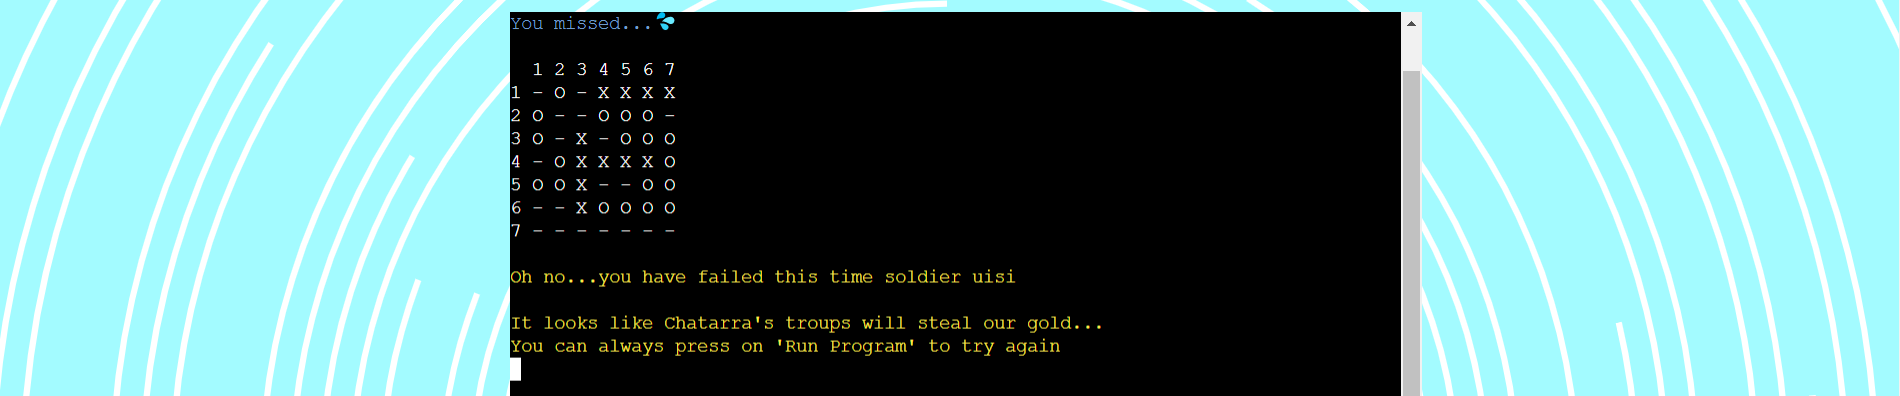 You missed...💦
  1 2 3 4 5 6 7
1 - O - X X X X
2 O - - O O O -
3 O - X - O O O
4 - O X X X X O
5 O O X - - O O
6 - - X O O O O
7 - - - - - - -
Oh no...you have failed this time soldier uisi
It looks like Chatarra's troups will steal our gold...
You can always press on 'Run Program' to try again